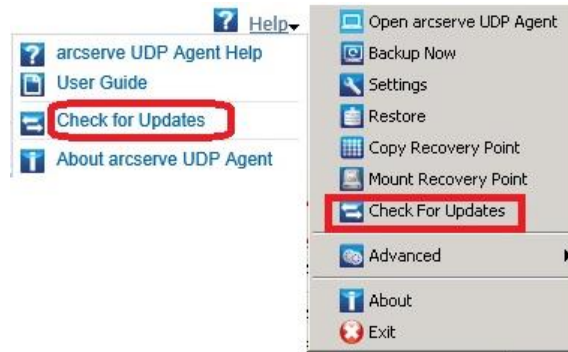 Help
arcserve UDP Agent Help
User Guide
Check for Updates
About arcserve UDP Agent
Open arcserve UDP Agent
Backup Now
Settings
Restore
Copy Recovery Point
Mount Recovery Point
Check For Updates
Advanced
About
Exit